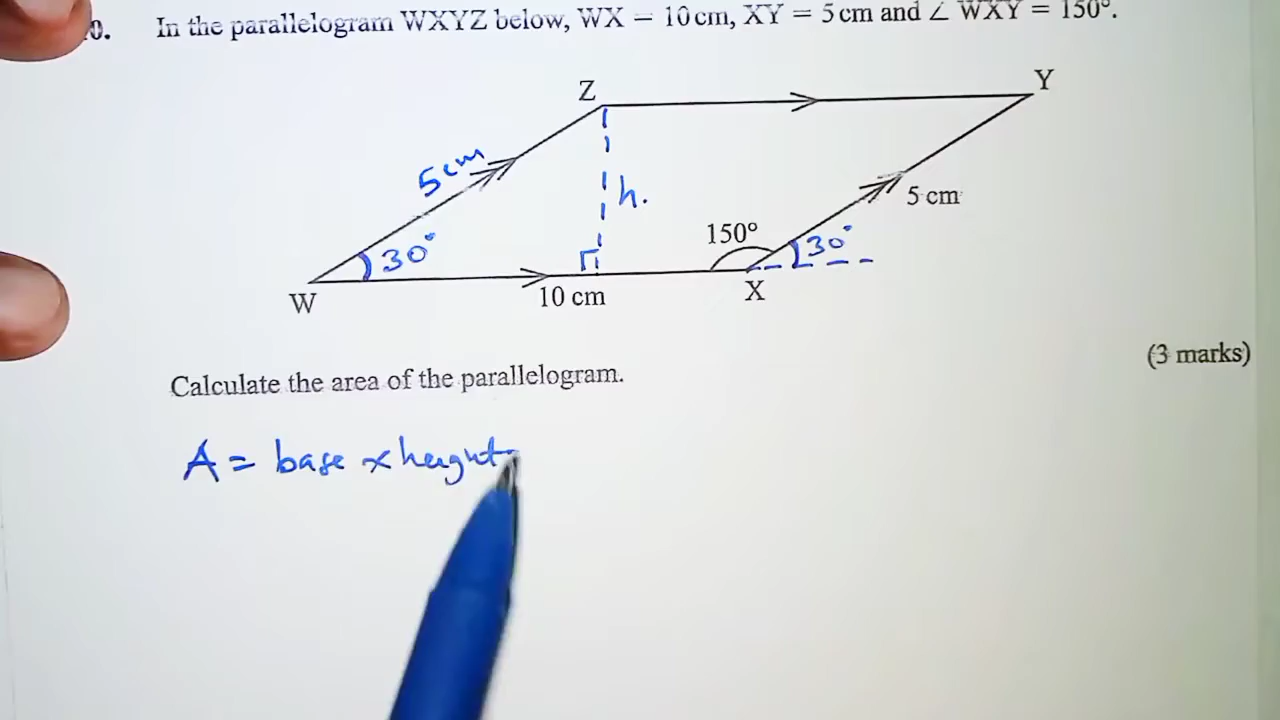 0. In the parallelogram WXYZ below, WX = 10 cm, XY = 5 cm and ∠ WXY = 150°.
Z
Y
5cm
h.
5 cm
150°
30°
30°
W
10 cm
X
(3 marks)
Calculate the area of the parallelogram.
A = base × height